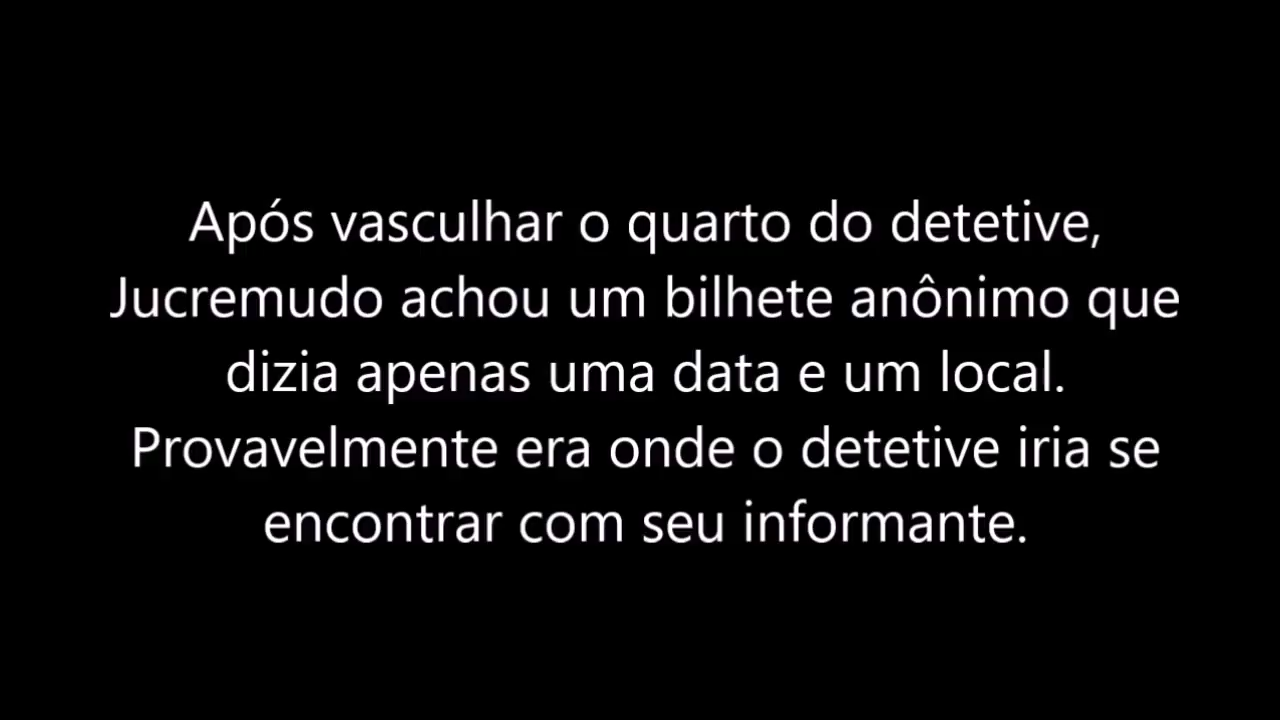 Após vasculhar o quarto do detetive,
Jucremudo achou um bilhete anônimo que
dizia apenas uma data e um local.
Provavelmente era onde o detetive iria se
encontrar com seu informante.